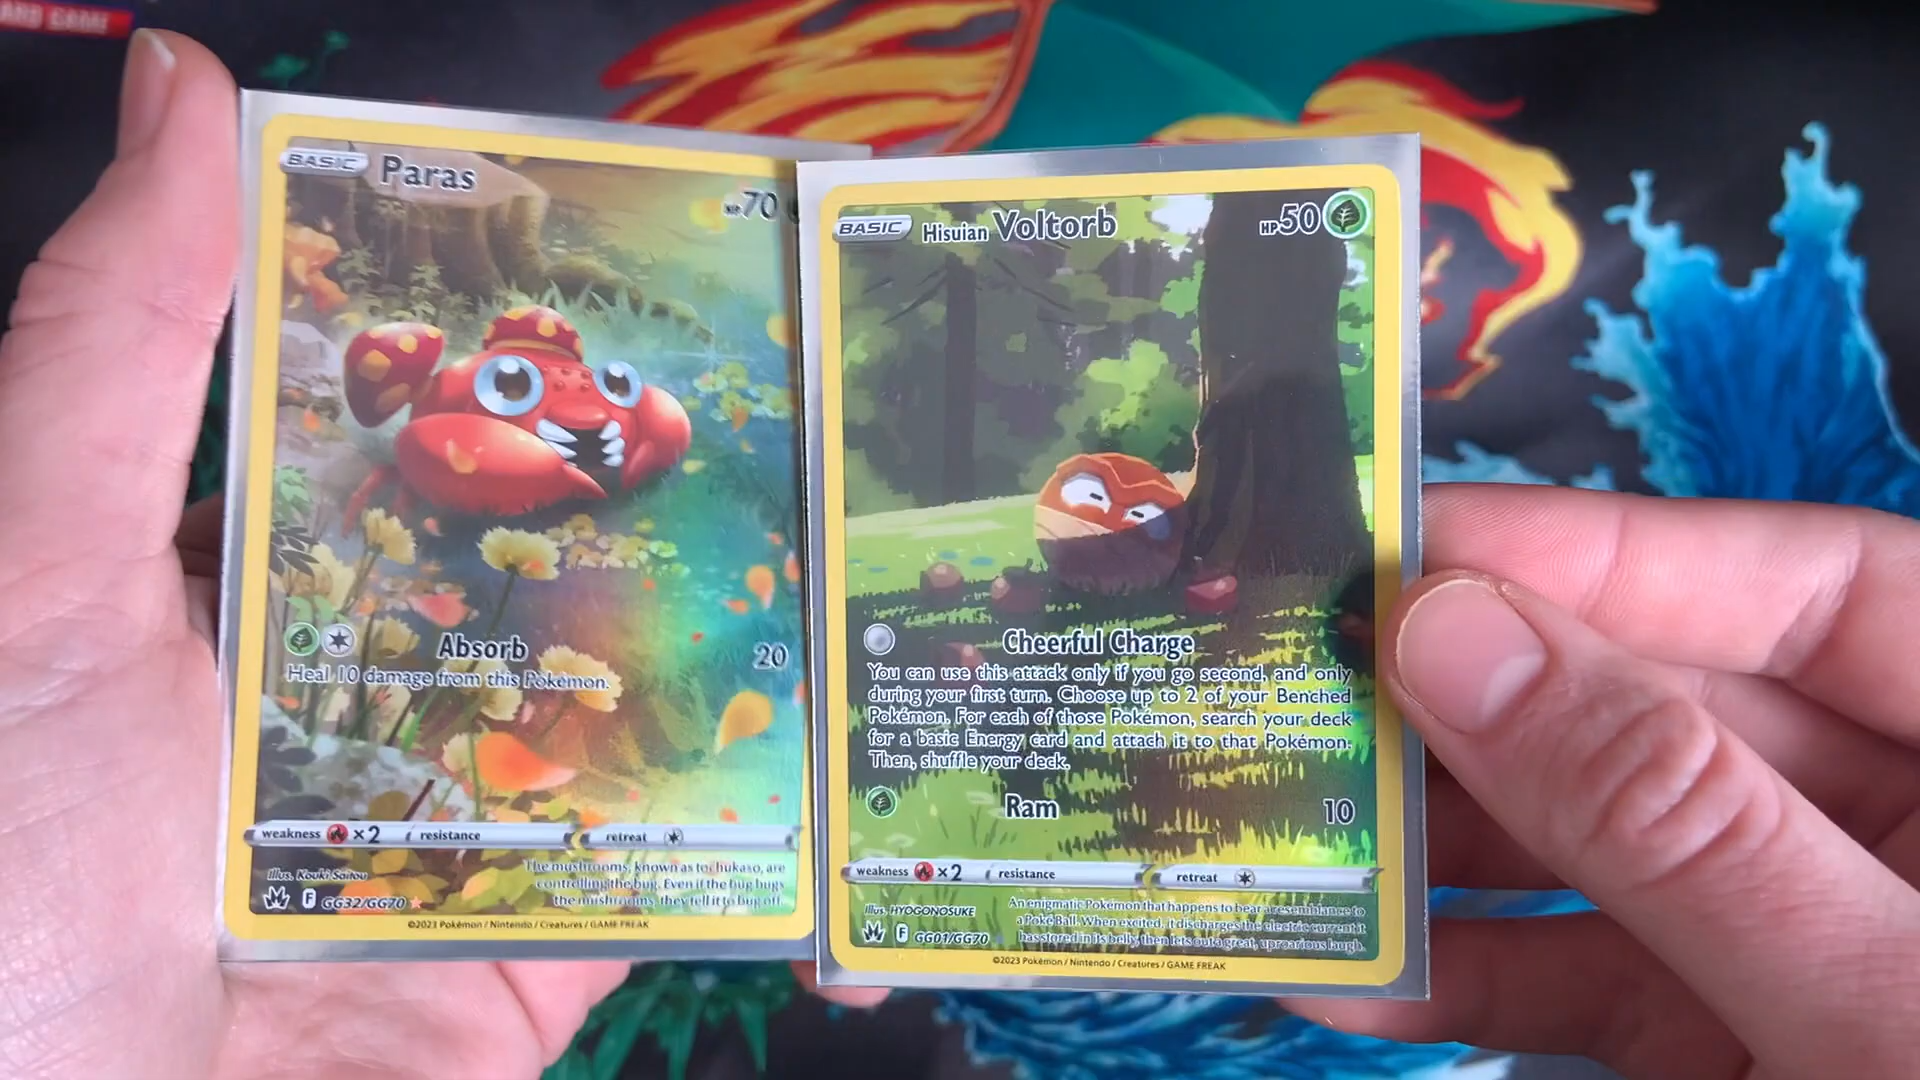 ARD GAME
BASIC Paras
HP70
Absorb 20
Heal 10 damage from this Pokémon.
weakness ×2 resistance retreat
Illus. Kouki Saitou
The mushrooms, known as tochukaso, are
controlling the bug. Even if the bug bugs
the mushrooms, they tell it to bug off.
F GG32/GG70
©2023 Pokémon / Nintendo / Creatures / GAME FREAK
BASIC Hisuian Voltorb HP50
Cheerful Charge
You can use this attack only if you go second, and only
during your first turn. Choose up to 2 of your Benched
Pokémon. For each of those Pokémon, search your deck
for a basic Energy card and attach it to that Pokémon.
Then, shuffle your deck.
Ram 10
weakness ×2 resistance retreat
Illus. HYOGONOSUKE
An enigmatic Pokémon that happens to bear a resemblance to
a Poké Ball. When excited, it discharges the electric current it
has stored in its belly, then lets out a great, uproarious laugh.
F GG01/GG70
©2023 Pokémon / Nintendo / Creatures / GAME FREAK